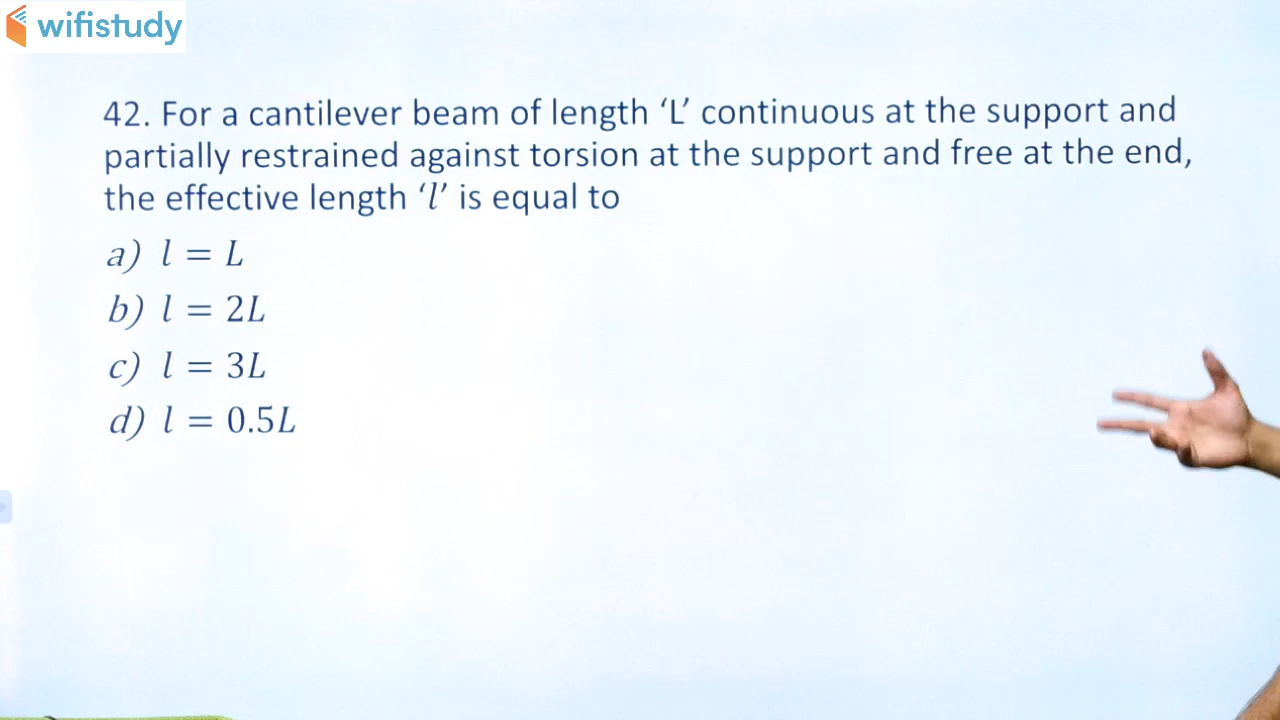 wifistudy
42. For a cantilever beam of length ‘L’ continuous at the support and
partially restrained against torsion at the support and free at the end,
the effective length ‘l’ is equal to
a) l = L
b) l = 2L
c) l = 3L
d) l = 0.5L